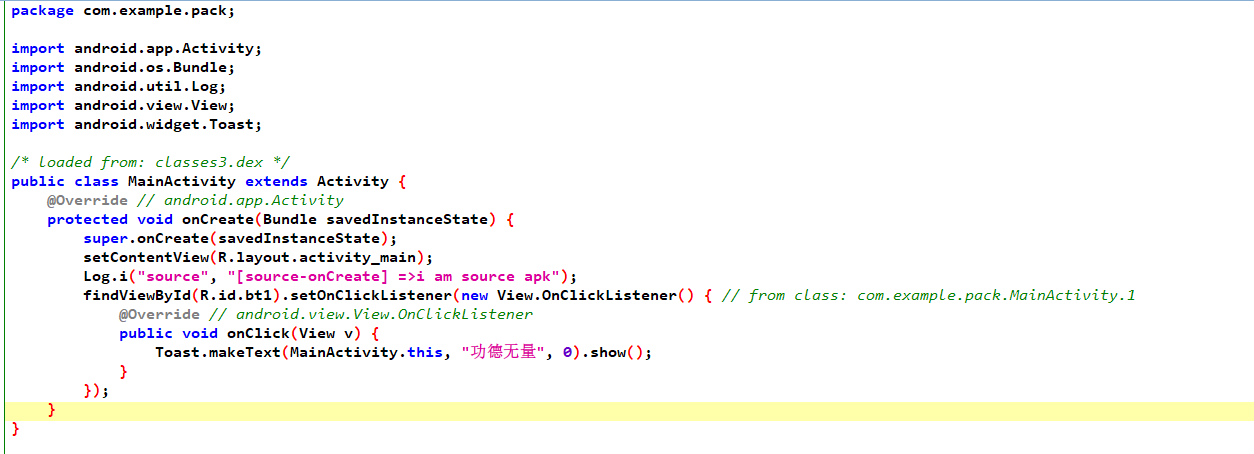 package com.example.pack;
import android.app.Activity;
import android.os.Bundle;
import android.util.Log;
import android.view.View;
import android.widget.Toast;
/* loaded from: classes3.dex */
public class MainActivity extends Activity {
@Override // android.app.Activity
protected void onCreate(Bundle savedInstanceState) {
super.onCreate(savedInstanceState);
setContentView(R.layout.activity_main);
Log.i("source", "[source-onCreate] =>i am source apk");
findViewById(R.id.bt1).setOnClickListener(new View.OnClickListener() { // from class: com.example.pack.MainActivity.1
@Override // android.view.View.OnClickListener
public void onClick(View v) {
Toast.makeText(MainActivity.this, "功德无量", 0).show();
}
});
}
}